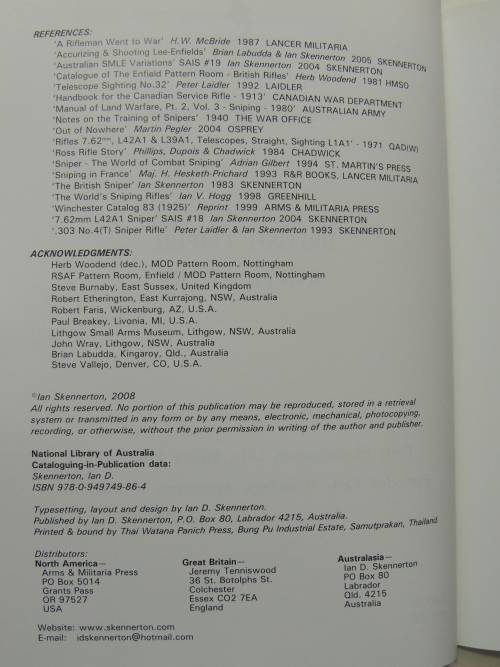 REFERENCES:
'A Rifleman Went to War' H.W. McBride 1987 LANCER MILITARIA
'Accurizing & Shooting Lee-Enfields' Brian Labudda & Ian Skennerton 2005 SKENNERTON
'Australian SMLE Variations' SAIS #19 Ian Skennerton 2004 SKENNERTON
'Catalogue of The Enfield Pattern Room - British Rifles' Herb Woodend 1981 HMSO
'Telescope Sighting No.32' Peter Laidler 1992 LAIDLER
'Handbook for the Canadian Service Rifle - 1913' CANADIAN WAR DEPARTMENT
'Manual of Land Warfare, Pt. 2, Vol. 3 - Sniping - 1980' AUSTRALIAN ARMY
'Notes on the Training of Snipers' 1940 THE WAR OFFICE
'Out of Nowhere' Martin Pegler 2004 OSPREY
'Rifles 7.62mm, L42A1 & L39A1, Telescopes, Straight, Sighting L1A1' - 1971 QAD(W)
'Ross Rifle Story' Phillips, Dupois & Chadwick 1984 CHADWICK
'Sniper - The World of Combat Sniping' Adrian Gilbert 1994 ST. MARTIN'S PRESS
'Sniping in France' Maj. H. Hesketh-Prichard 1993 R&R BOOKS, LANCER MILITARIA
'The British Sniper' Ian Skennerton 1983 SKENNERTON
'The World's Sniping Rifles' Ian V. Hogg 1998 GREENHILL
'Winchester Catalog 83 (1925)' Reprint 1999 ARMS & MILITARIA PRESS
'7.62mm L42A1 Sniper' SAIS #18 Ian Skennerton 2004 SKENNERTON
'.303 No.4(T) Sniper Rifle' Peter Laidler & Ian Skennerton 1993 SKENNERTON
ACKNOWLEDGMENTS:
Herb Woodend (dec.), MOD Pattern Room, Nottingham
RSAF Pattern Room, Enfield / MOD Pattern Room, Nottingham
Steve Burnaby, East Sussex, United Kingdom
Robert Etherington, East Kurrajong, NSW, Australia
Robert Faris, Wickenburg, AZ, U.S.A.
Paul Breakey, Livonia, MI, U.S.A.
Lithgow Small Arms Museum, Lithgow, NSW, Australia
John Wray, Lithgow, NSW, Australia
Brian Labudda, Kingaroy, Qld., Australia
Steve Vallejo, Denver, CO, U.S.A.
©Ian Skennerton, 2008
All rights reserved. No portion of this publication may be reproduced, stored in a retrieval
system or transmitted in any form or by any means, electronic, mechanical, photocopying,
recording, or otherwise, without the prior permission in writing of the author and publisher.
National Library of Australia
Cataloguing-in-Publication data:
Skennerton, Ian D.
ISBN 978-0-949749-86-4
Typesetting, layout and design by Ian D. Skennerton.
Published by Ian D. Skennerton, P.O. Box 80, Labrador 4215, Australia.
Printed & bound by Thai Watana Panich Press, Bung Pu Industrial Estate, Samutprakan, Thailand.
Distributors:
North America—
Arms & Militaria Press
PO Box 5014
Grants Pass
OR 97527
USA
Great Britain—
Jeremy Tenniswood
36 St. Botolphs St.
Colchester
Essex CO2 7EA
England
Australasia—
Ian D. Skennerton
PO Box 80
Labrador
Qld. 4215
Australia
Website: www.skennerton.com
E-mail: idskennerton@hotmail.com